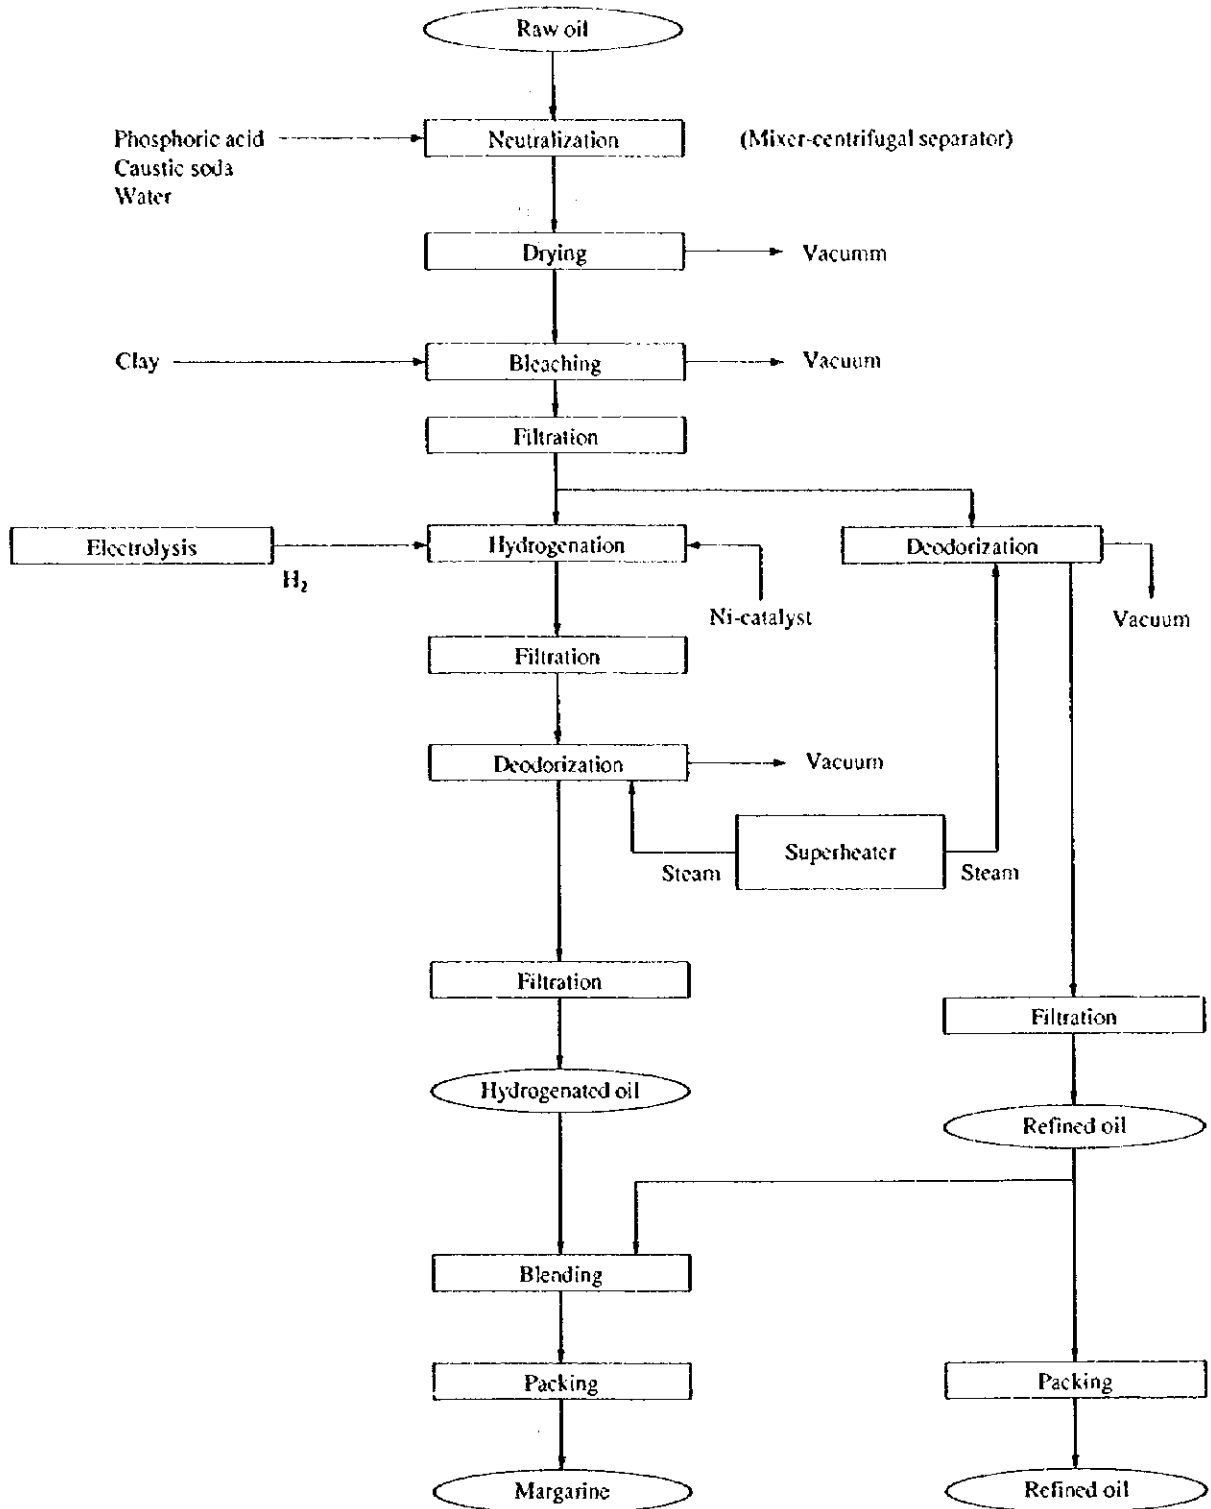 Raw oil
Phosphoric acid
Caustic soda
Water
Neutralization
(Mixer-centrifugal separator)
Drying
Vacumm
Clay
Bleaching
Vacuum
Filtration
Electrolysis
H₂
Hydrogenation
Ni-catalyst
Deodorization
Vacuum
Filtration
Deodorization
Vacuum
Steam
Superheater
Steam
Filtration
Filtration
Hydrogenated oil
Refined oil
Blending
Packing
Packing
Margarine
Refined oil